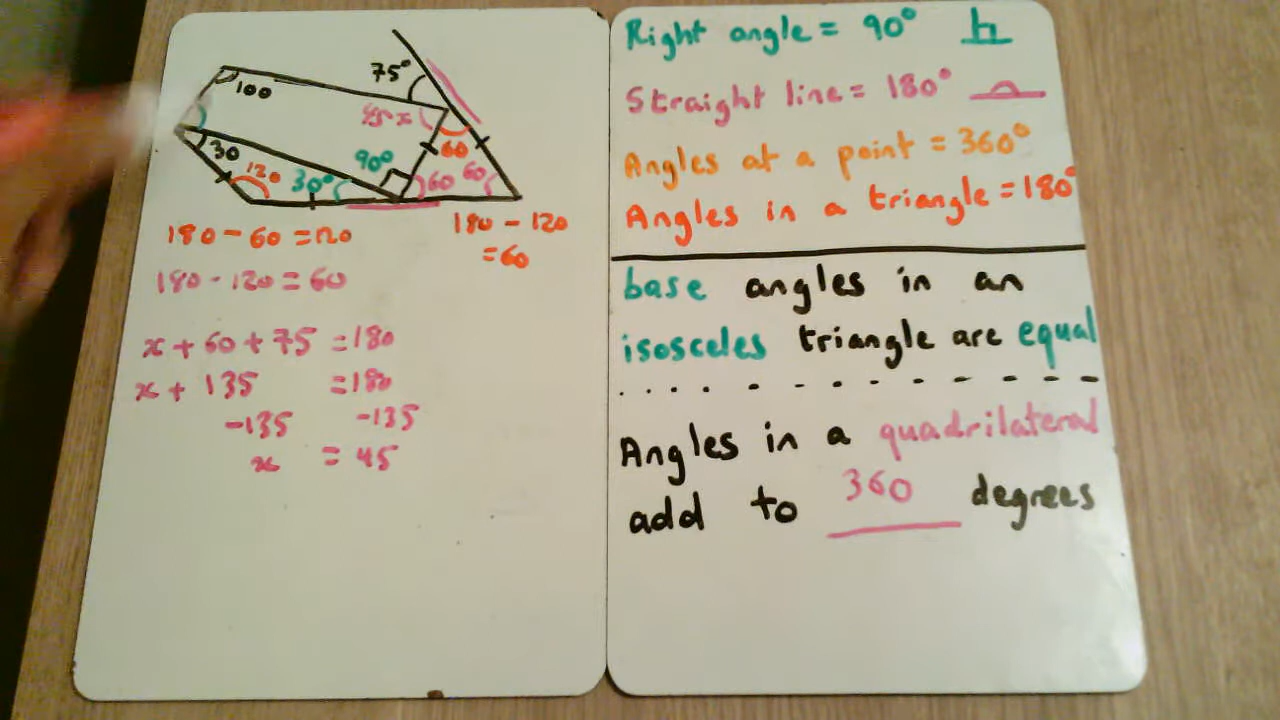 75°
100
45 x
30
90°
60
120
30°
60
60
180 - 60 = 120
180 - 120
= 60
180 - 120 = 60
x + 60 + 75 = 180
x + 135 = 180
-135 -135
x = 45
Right angle = 90°
Straight line = 180°
Angles at a point = 360°
Angles in a triangle = 180°
base angles in an
isosceles triangle are equal
Angles in a quadrilateral
add to 360 degrees